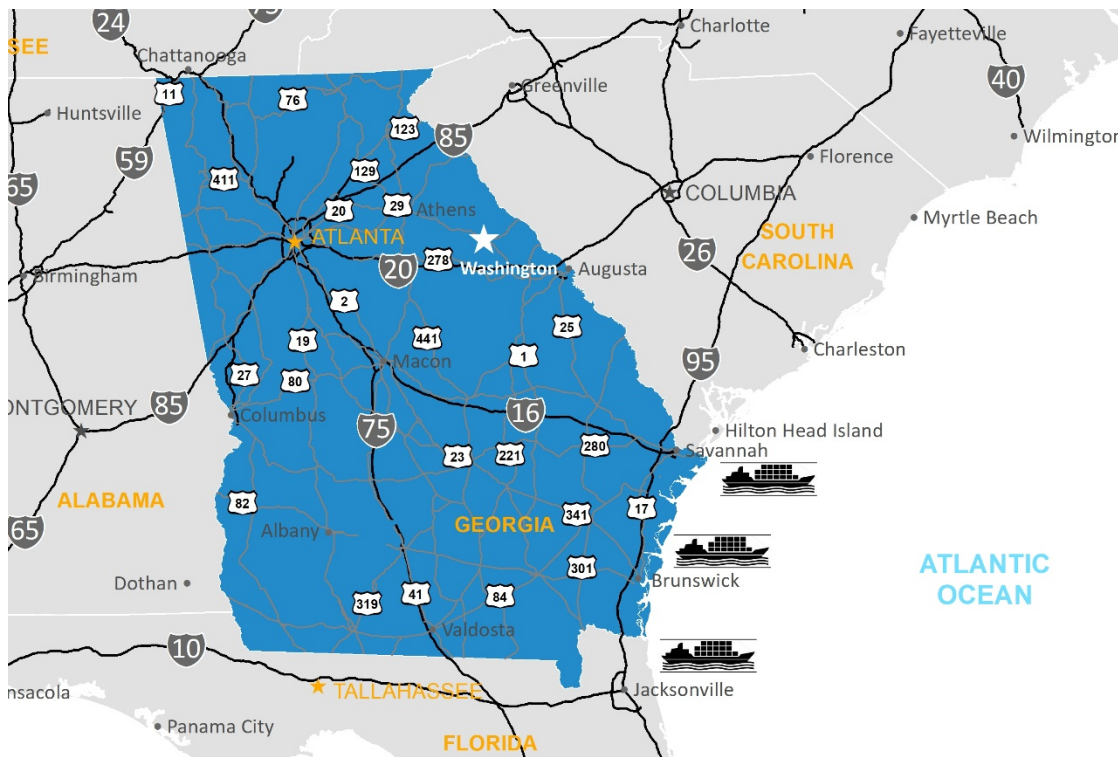 24
75
SEE
Chattanooga
Charlotte
Fayetteville
11
76
Greenville
40
Huntsville
123
85
Wilmington
59
Florence
411
129
65
COLUMBIA
20
29
Athens
Myrtle Beach
ATLANTA
SOUTH
CAROLINA
26
278
20
Washington
Augusta
Birmingham
2
25
19
441
1
Charleston
Macon
95
27
80
ONTGOMERY
85
Columbus
16
75
Hilton Head Island
280
Savannah
23
221
ALABAMA
82
341
17
GEORGIA
65
Albany
301
Brunswick
ATLANTIC
OCEAN
Dothan
319
41
84
Valdosta
10
TALLAHASSEE
Jacksonville
nsacola
Panama City
FLORIDA